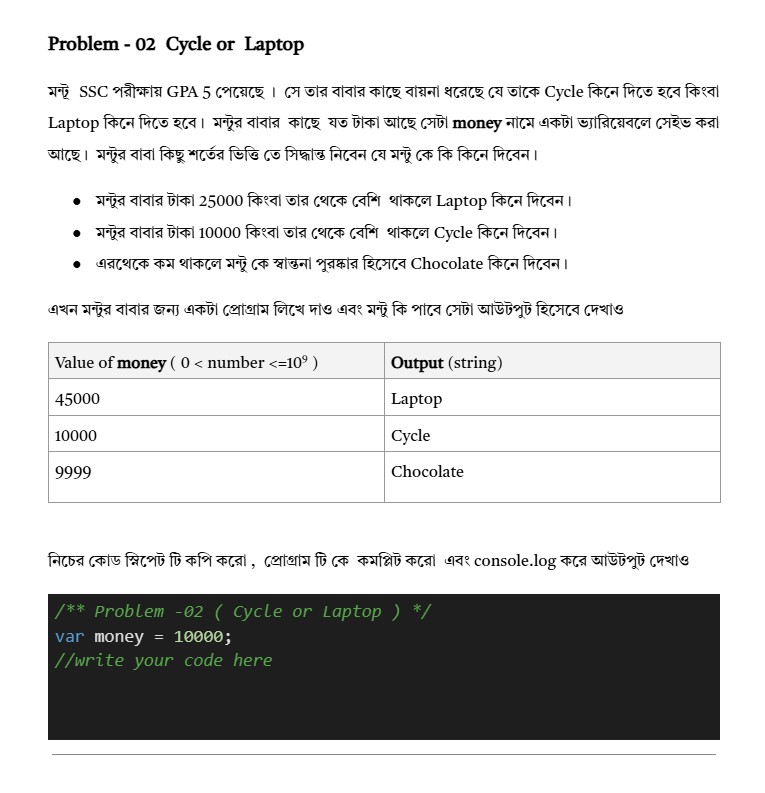 Problem - 02 Cycle or Laptop
মন্টু SSC পরীক্ষায় GPA 5 পেয়েছে । সে তার বাবার কাছে বায়না ধরেছে যে তাকে Cycle কিনে দিতে হবে কিংবা
Laptop কিনে দিতে হবে। মন্টুর বাবার কাছে যত টাকা আছে সেটা money নামে একটা ভ্যারিয়েবলে সেইভ করা
আছে। মন্টুর বাবা কিছু শর্তের ভিত্তি তে সিদ্ধান্ত নিবেন যে মন্টু কে কি কিনে দিবেন।
● মন্টুর বাবার টাকা 25000 কিংবা তার থেকে বেশি থাকলে Laptop কিনে দিবেন।
● মন্টুর বাবার টাকা 10000 কিংবা তার থেকে বেশি থাকলে Cycle কিনে দিবেন।
● এরথেকে কম থাকলে মন্টু কে স্বান্তনা পুরষ্কার হিসেবে Chocolate কিনে দিবেন।
এখন মন্টুর বাবার জন্য একটা প্রোগ্রাম লিখে দাও এবং মন্টু কি পাবে সেটা আউটপুট হিসেবে দেখাও
Value of money ( 0 < number <=10⁹ ) Output (string)
45000 Laptop
10000 Cycle
9999 Chocolate
নিচের কোড স্নিপেট টি কপি করো , প্রোগ্রাম টি কে কমপ্লিট করো এবং console.log করে আউটপুট দেখাও
/** Problem -02 ( Cycle or Laptop ) */
var money = 10000;
//write your code here